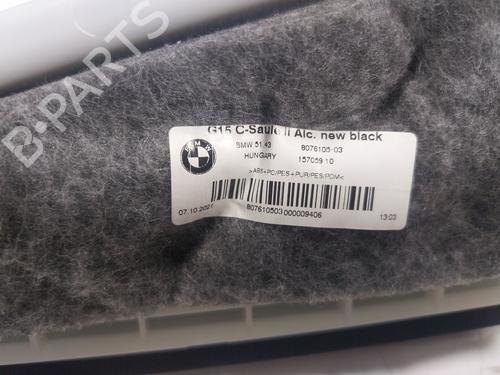 B-PARTS
G15 C-Säule li Alc. new black
BMW 51.43 8076105-03
HUNGARY 157059 10
>ABS+PC/PES+PUR/PES/POM<
07.10.2021 807610503000009406 13:03